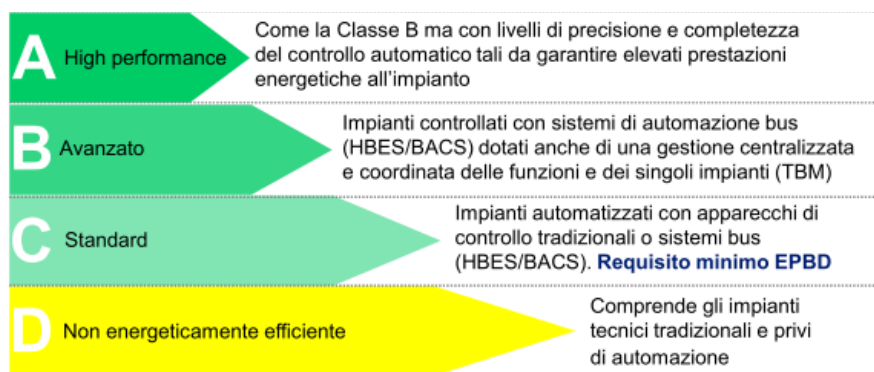 A High performance
Come la Classe B ma con livelli di precisione e completezza
del controllo automatico tali da garantire elevati prestazioni
energetiche all'impianto
B Avanzato
Impianti controllati con sistemi di automazione bus
(HBES/BACS) dotati anche di una gestione centralizzata
e coordinata delle funzioni e dei singoli impianti (TBM)
C Standard
Impianti automatizzati con apparecchi di
controllo tradizionali o sistemi bus
(HBES/BACS). Requisito minimo EPBD
D Non energeticamente efficiente
Comprende gli impianti
tecnici tradizionali e privi
di automazione